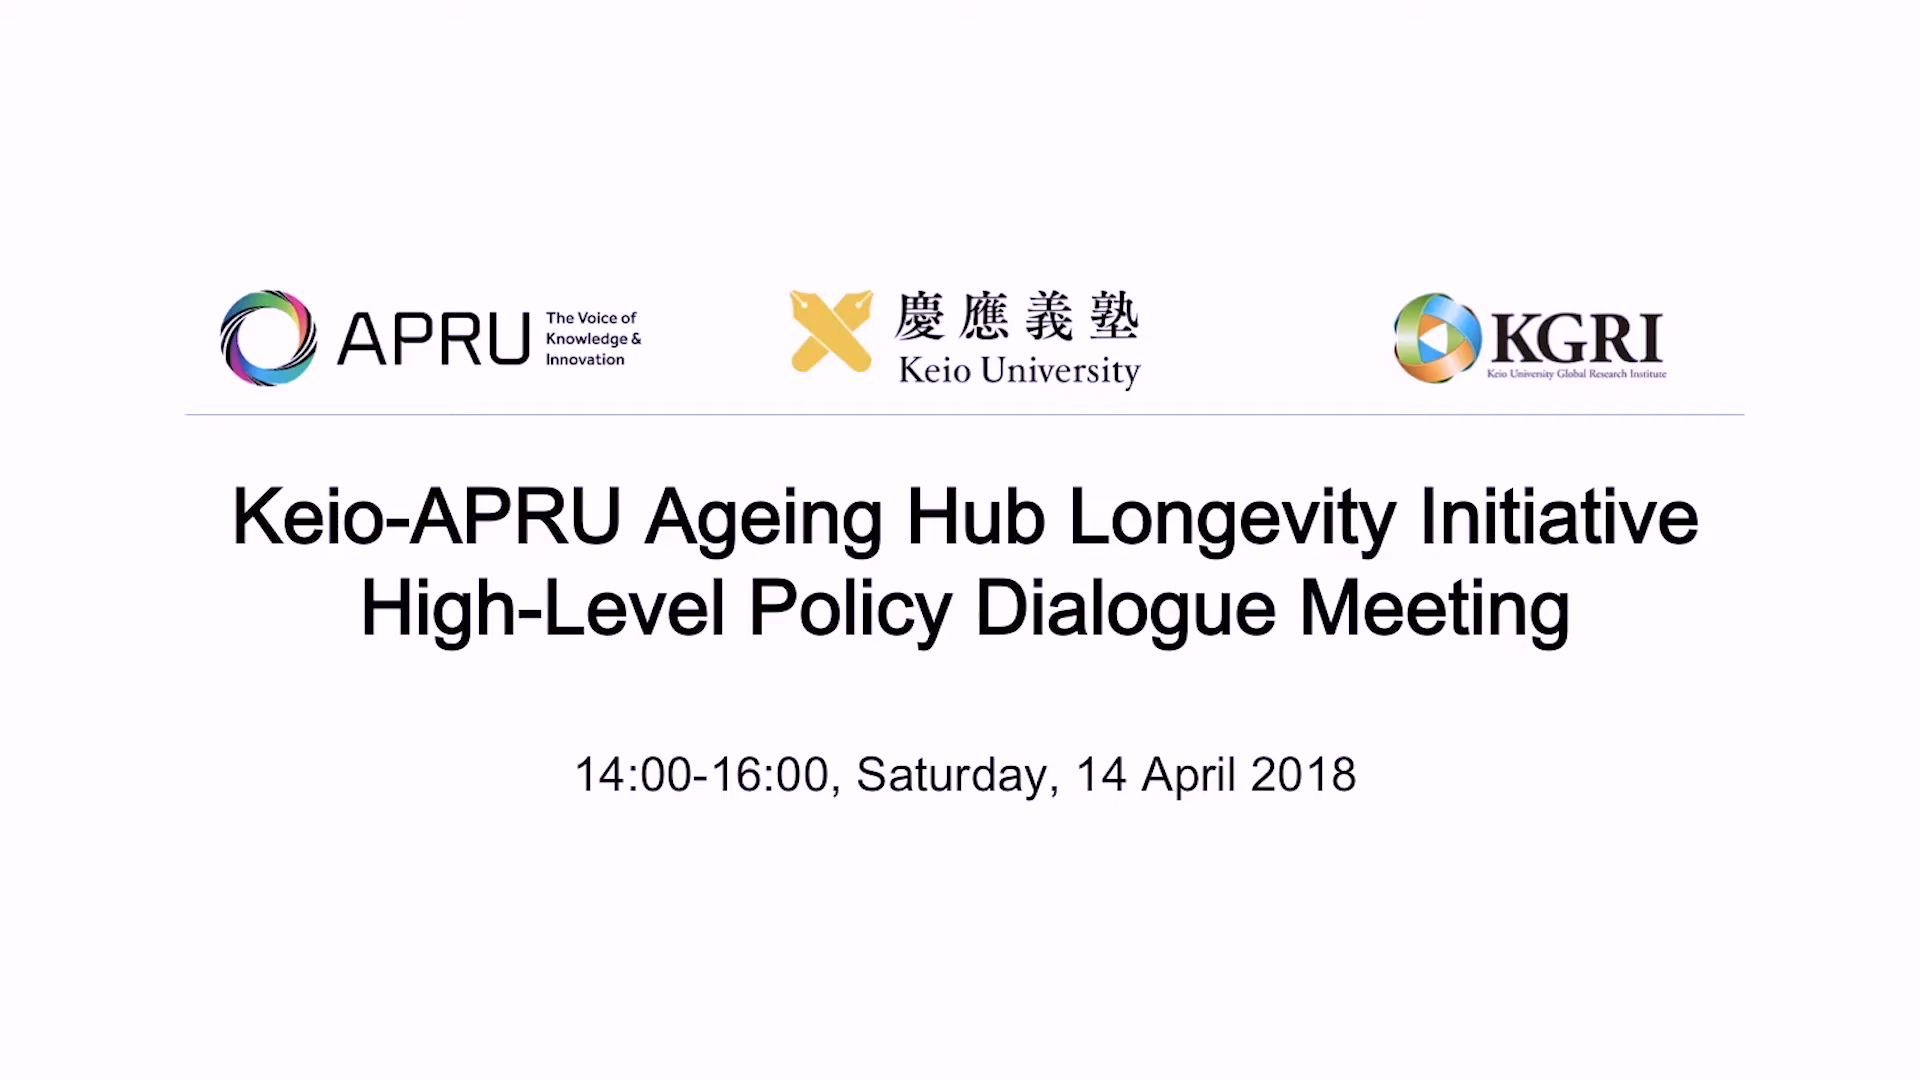 APRU
The Voice of
Knowledge &
Innovation
慶應義塾
Keio University
KGRI
Keio University Global Research Institute
Keio-APRU Ageing Hub Longevity Initiative
High-Level Policy Dialogue Meeting
14:00-16:00, Saturday, 14 April 2018